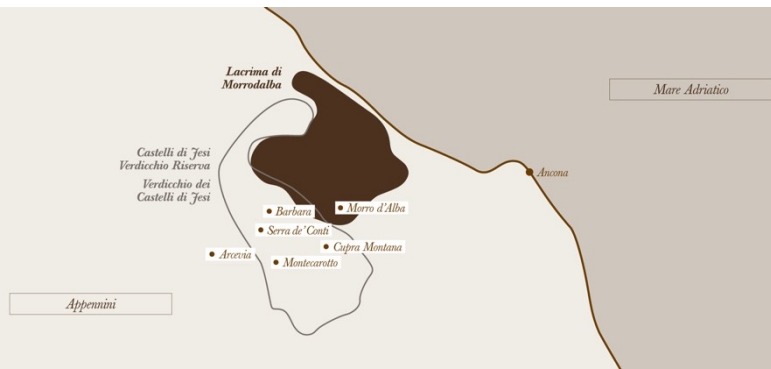 Lacrima di
Morrodalba
Mare Adriatico
Castelli di Jesi
Verdicchio Riserva
Verdicchio dei
Castelli di Jesi
Ancona
Barbara
Morro d'Alba
Serra de' Conti
Cupra Montana
Arcevia
Montecarotto
Appennini